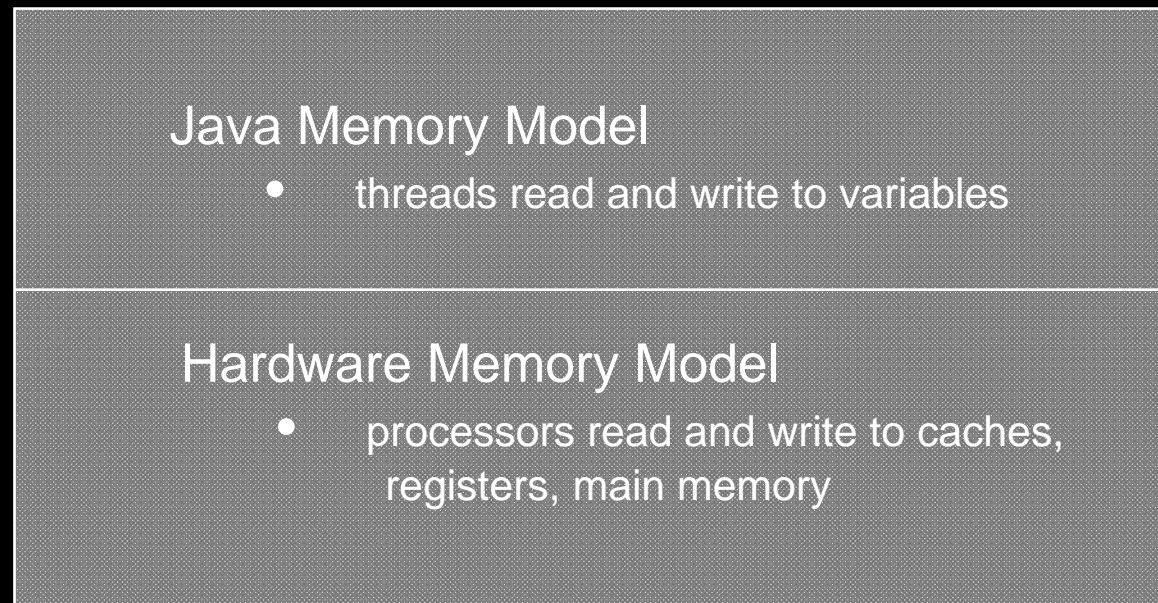 Java Memory Model
• threads read and write to variables
Hardware Memory Model
• processors read and write to caches,
registers, main memory